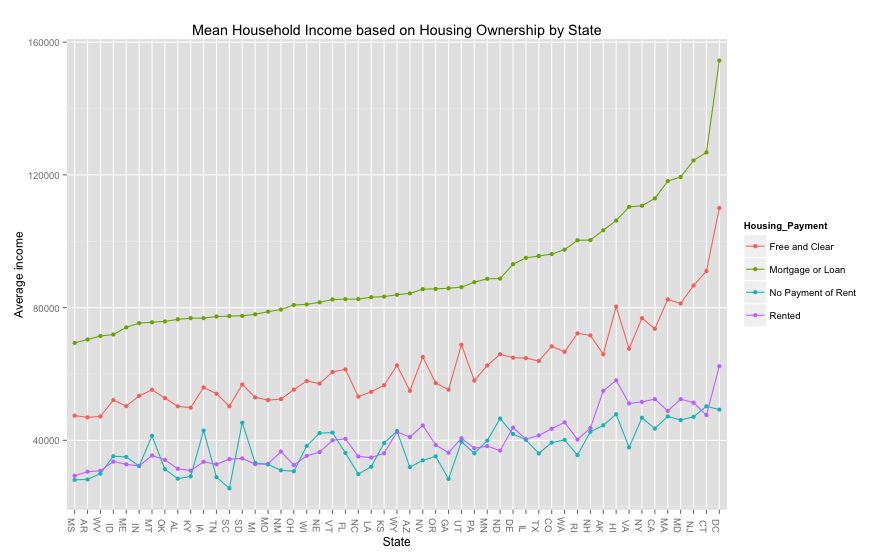 Mean Household Income based on Housing Ownership by State
160000
120000
80000
40000
Average income
MS AR WV ID ME IN MT OK AL KY IA TN SC SD MI MO NM OH WI NE VT FL NC LA KS WY AZ NV OR GA UT PA MN ND DE IL TX CO WA RI NH AK HI VA NY CA MA MD NJ CT DC
State
Housing_Payment
Free and Clear
Mortgage or Loan
No Payment of Rent
Rented